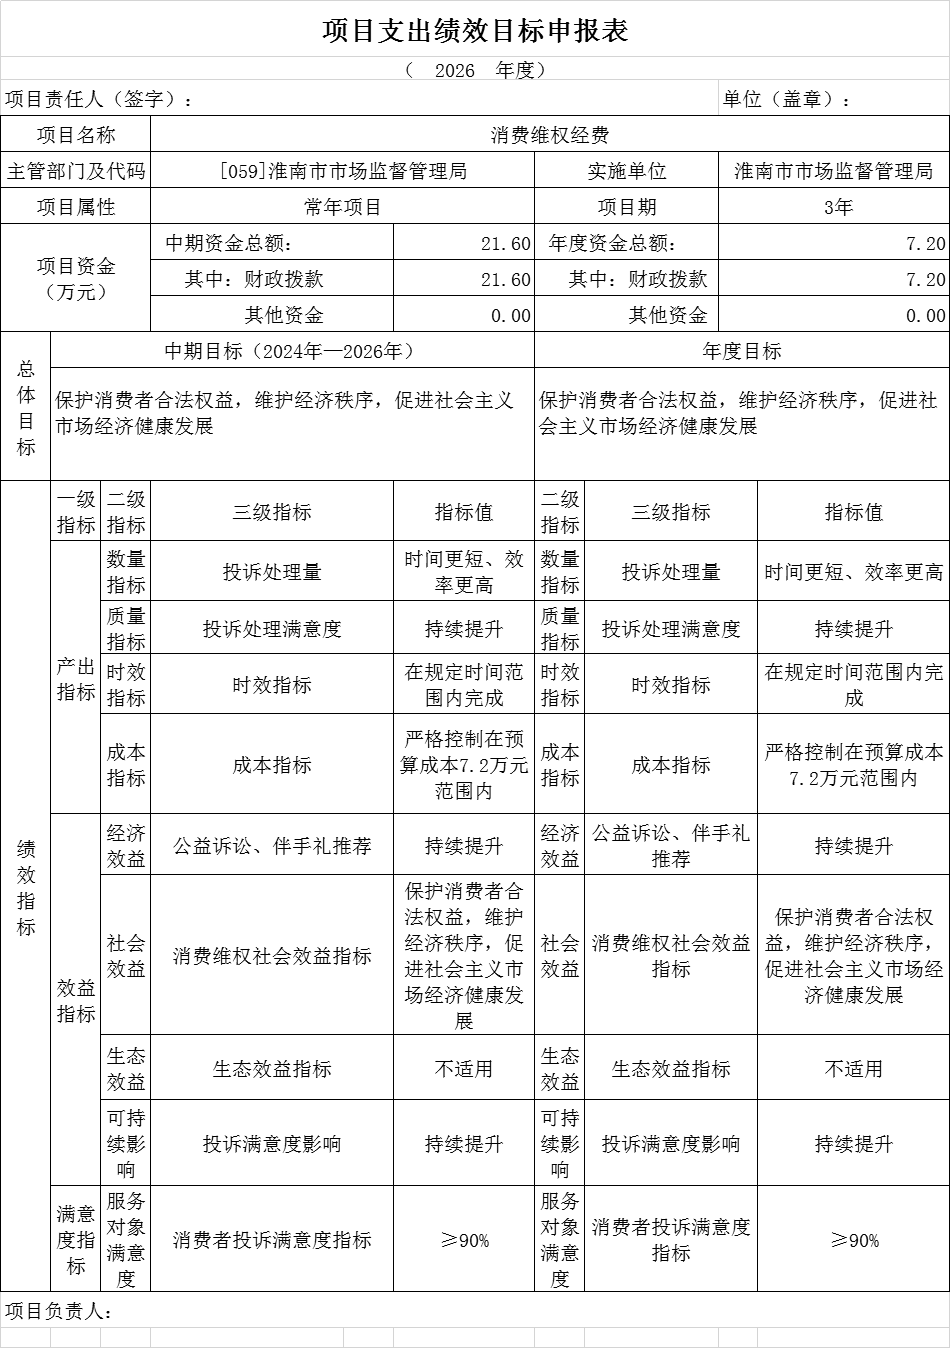 项目支出绩效目标申报表
（ 2026 年度）
项目责任人（签字）： 单位（盖章）：
项目名称 消费维权经费
主管部门及代码 [059]淮南市市场监督管理局 实施单位 淮南市市场监督管理局
项目属性 常年项目 项目期 3年
项目资金
（万元）
中期资金总额： 21.60 年度资金总额： 7.20
其中：财政拨款 21.60 其中：财政拨款 7.20
其他资金 0.00 其他资金 0.00
总
体
目
标
中期目标（2024年—2026年） 年度目标
保护消费者合法权益，维护经济秩序，促进社会主义
市场经济健康发展
保护消费者合法权益，维护经济秩序，促进社
会主义市场经济健康发展
绩
效
指
标
一级
指标
二级
指标
三级指标
指标值
二级
指标
三级指标
指标值
产出
指标
数量
指标
投诉处理量
时间更短、效
率更高
数量
指标
投诉处理量
时间更短、效率更高
质量
指标
投诉处理满意度
持续提升
质量
指标
投诉处理满意度
持续提升
时效
指标
时效指标
在规定时间范
围内完成
时效
指标
时效指标
在规定时间范围内完
成
成本
指标
成本指标
严格控制在预
算成本7.2万元
范围内
成本
指标
成本指标
严格控制在预算成本
7.2万元范围内
效益
指标
经济
效益
公益诉讼、伴手礼推荐
持续提升
经济
效益
公益诉讼、伴手礼
推荐
持续提升
社会
效益
消费维权社会效益指标
保护消费者合
法权益，维护
经济秩序，促
进社会主义市
场经济健康发
展
社会
效益
消费维权社会效益
指标
保护消费者合法权
益，维护经济秩序，
促进社会主义市场经
济健康发展
生态
效益
生态效益指标
不适用
生态
效益
生态效益指标
不适用
可持
续影
响
投诉满意度影响
持续提升
可持
续影
响
投诉满意度影响
持续提升
满意
度指
标
服务
对象
满意
度
消费者投诉满意度指标
≥90%
服务
对象
满意
度
消费者投诉满意度
指标
≥90%
项目负责人：